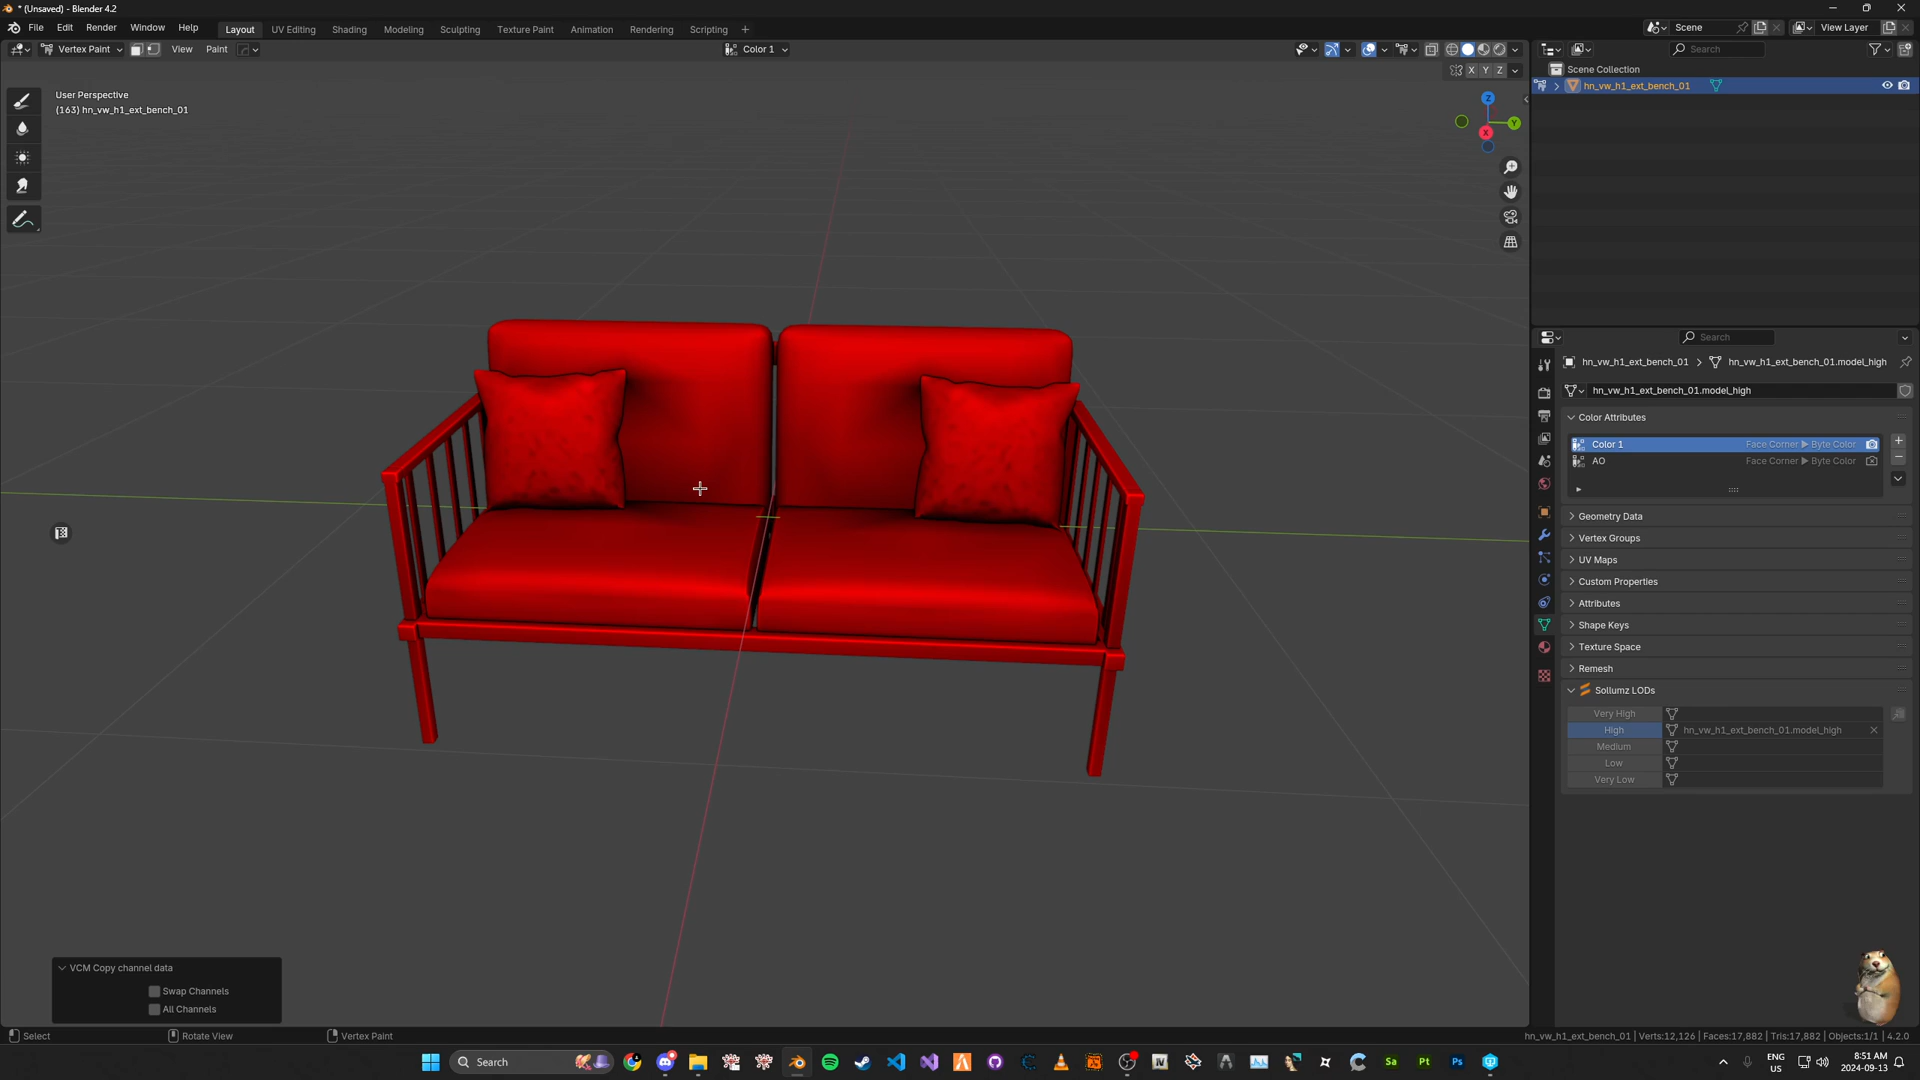 * (Unsaved) - Blender 4.2
File Edit Render Window Help Layout UV Editing Shading Modeling Sculpting Texture Paint Animation Rendering Scripting + Scene View Layer
Vertex Paint View Paint Color 1 Search
X Y Z
Scene Collection
hn_vw_h1_ext_bench_01
User Perspective
(163) hn_vw_h1_ext_bench_01
Z
Y
X
Search
hn_vw_h1_ext_bench_01 > hn_vw_h1_ext_bench_01.model_high
hn_vw_h1_ext_bench_01.model_high
Color Attributes
Color 1 Face Corner ▶ Byte Color
AO Face Corner ▶ Byte Color
Geometry Data
Vertex Groups
UV Maps
Custom Properties
Attributes
Shape Keys
Texture Space
Remesh
Sollumz LODs
Very High
High hn_vw_h1_ext_bench_01.model_high
Medium
Low
Very Low
VCM Copy channel data
Swap Channels
All Channels
Select Rotate View Vertex Paint hn_vw_h1_ext_bench_01 | Verts:12,126 | Faces:17,882 | Tris:17,882 | Objects:1/1 | 4.2.0
Search Sa Pt Ps ENG US 8:51 AM
2024-09-13